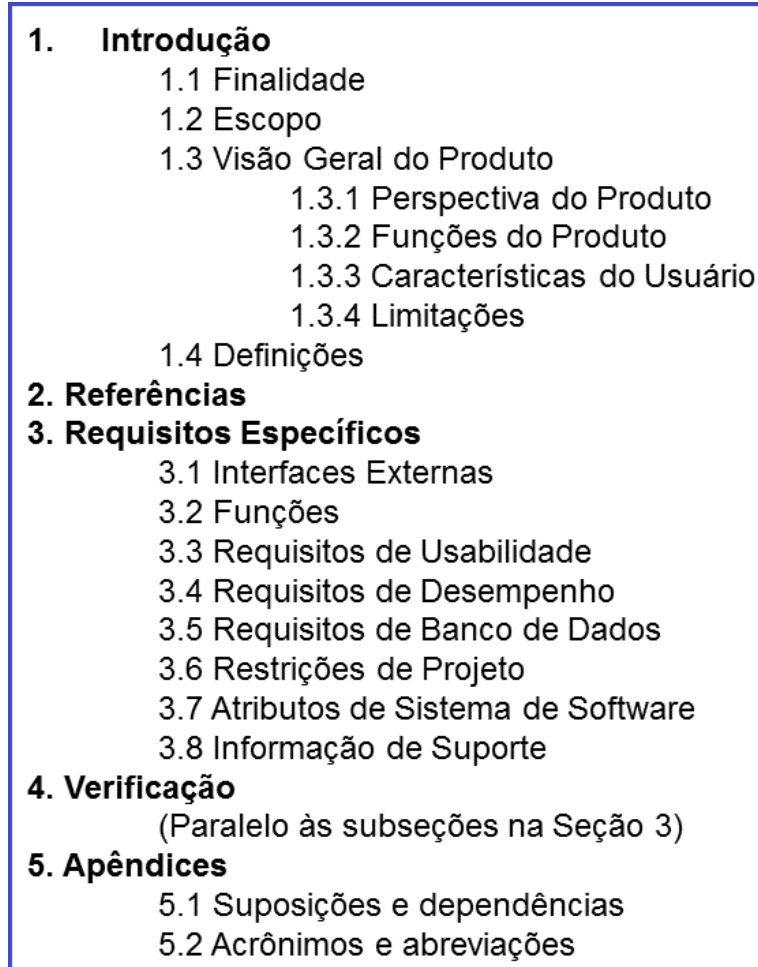 1. Introdução
1.1 Finalidade
1.2 Escopo
1.3 Visão Geral do Produto
1.3.1 Perspectiva do Produto
1.3.2 Funções do Produto
1.3.3 Características do Usuário
1.3.4 Limitações
1.4 Definições
2. Referências
3. Requisitos Específicos
3.1 Interfaces Externas
3.2 Funções
3.3 Requisitos de Usabilidade
3.4 Requisitos de Desempenho
3.5 Requisitos de Banco de Dados
3.6 Restrições de Projeto
3.7 Atributos de Sistema de Software
3.8 Informação de Suporte
4. Verificação
(Paralelo às subseções na Seção 3)
5. Apêndices
5.1 Suposições e dependências
5.2 Acrônimos e abreviações